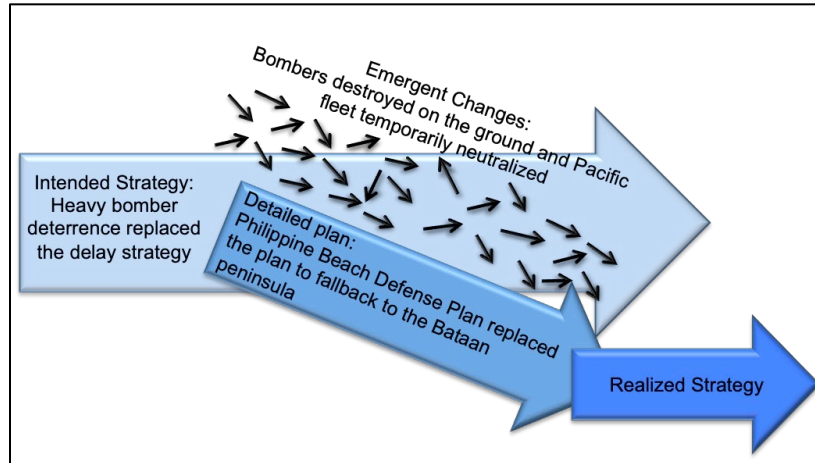 Emergent Changes:
Bombers destroyed on the ground and Pacific
fleet temporarily neutralized
Intended Strategy:
Heavy bomber
deterrence replaced
the delay strategy
Detailed plan:
Philippine Beach Defense Plan replaced
the plan to fallback to the Bataan
peninsula
Realized Strategy